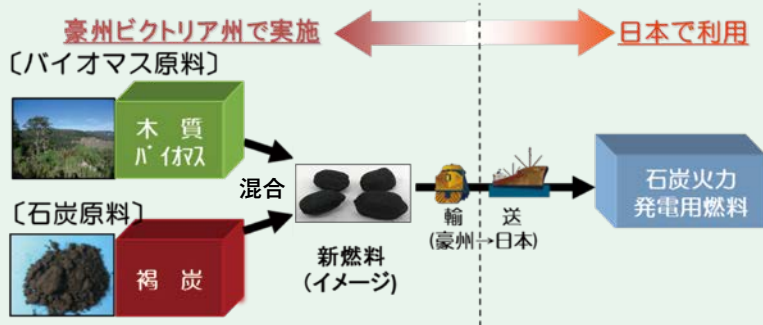 豪州ビクトリア州で実施
日本で利用
〔バイオマス原料〕
木 質
バイオマス
混合
〔石炭原料〕
褐 炭
新燃料
（イメージ）
輸 送
(豪州→日本)
石炭火力
発電用燃料